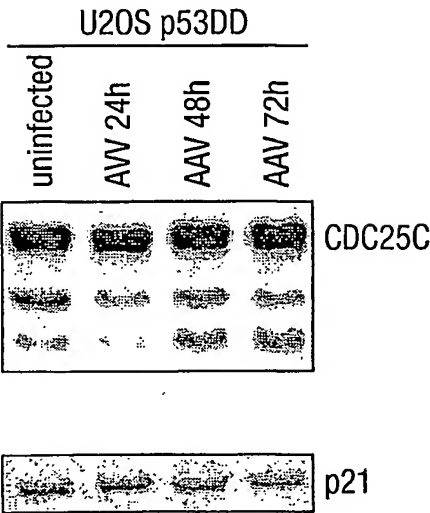 U2OS p53DD
uninfected
AVV 24h
AAV 48h
AAV 72h
CDC25C
p21